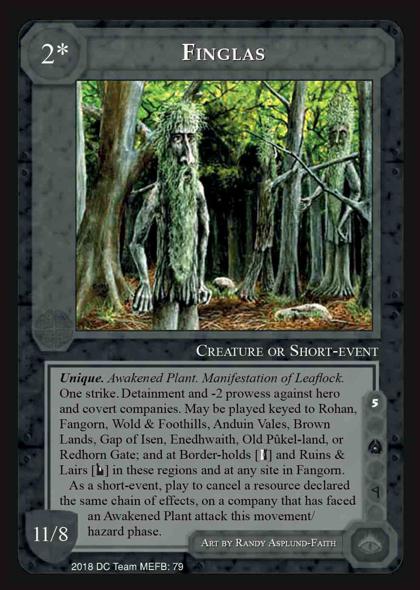 2*
FINGLAS
CREATURE OR SHORT-EVENT
Unique. Awakened Plant. Manifestation of Leaflock.
One strike. Detainment and -2 prowess against hero
and covert companies. May be played keyed to Rohan,
Fangorn, Wold & Foothills, Anduin Vales, Brown
Lands, Gap of Isen, Enedhwaith, Old Pûkel-land, or
Redhorn Gate; and at Border-holds [ ] and Ruins &
Lairs [ ] in these regions and at any site in Fangorn.
As a short-event, play to cancel a resource declared
the same chain of effects, on a company that has faced
an Awakened Plant attack this movement/
hazard phase.
5
11/8
ART BY RANDY ASPLUND-FAITH
2018 DC Team MEFB: 79